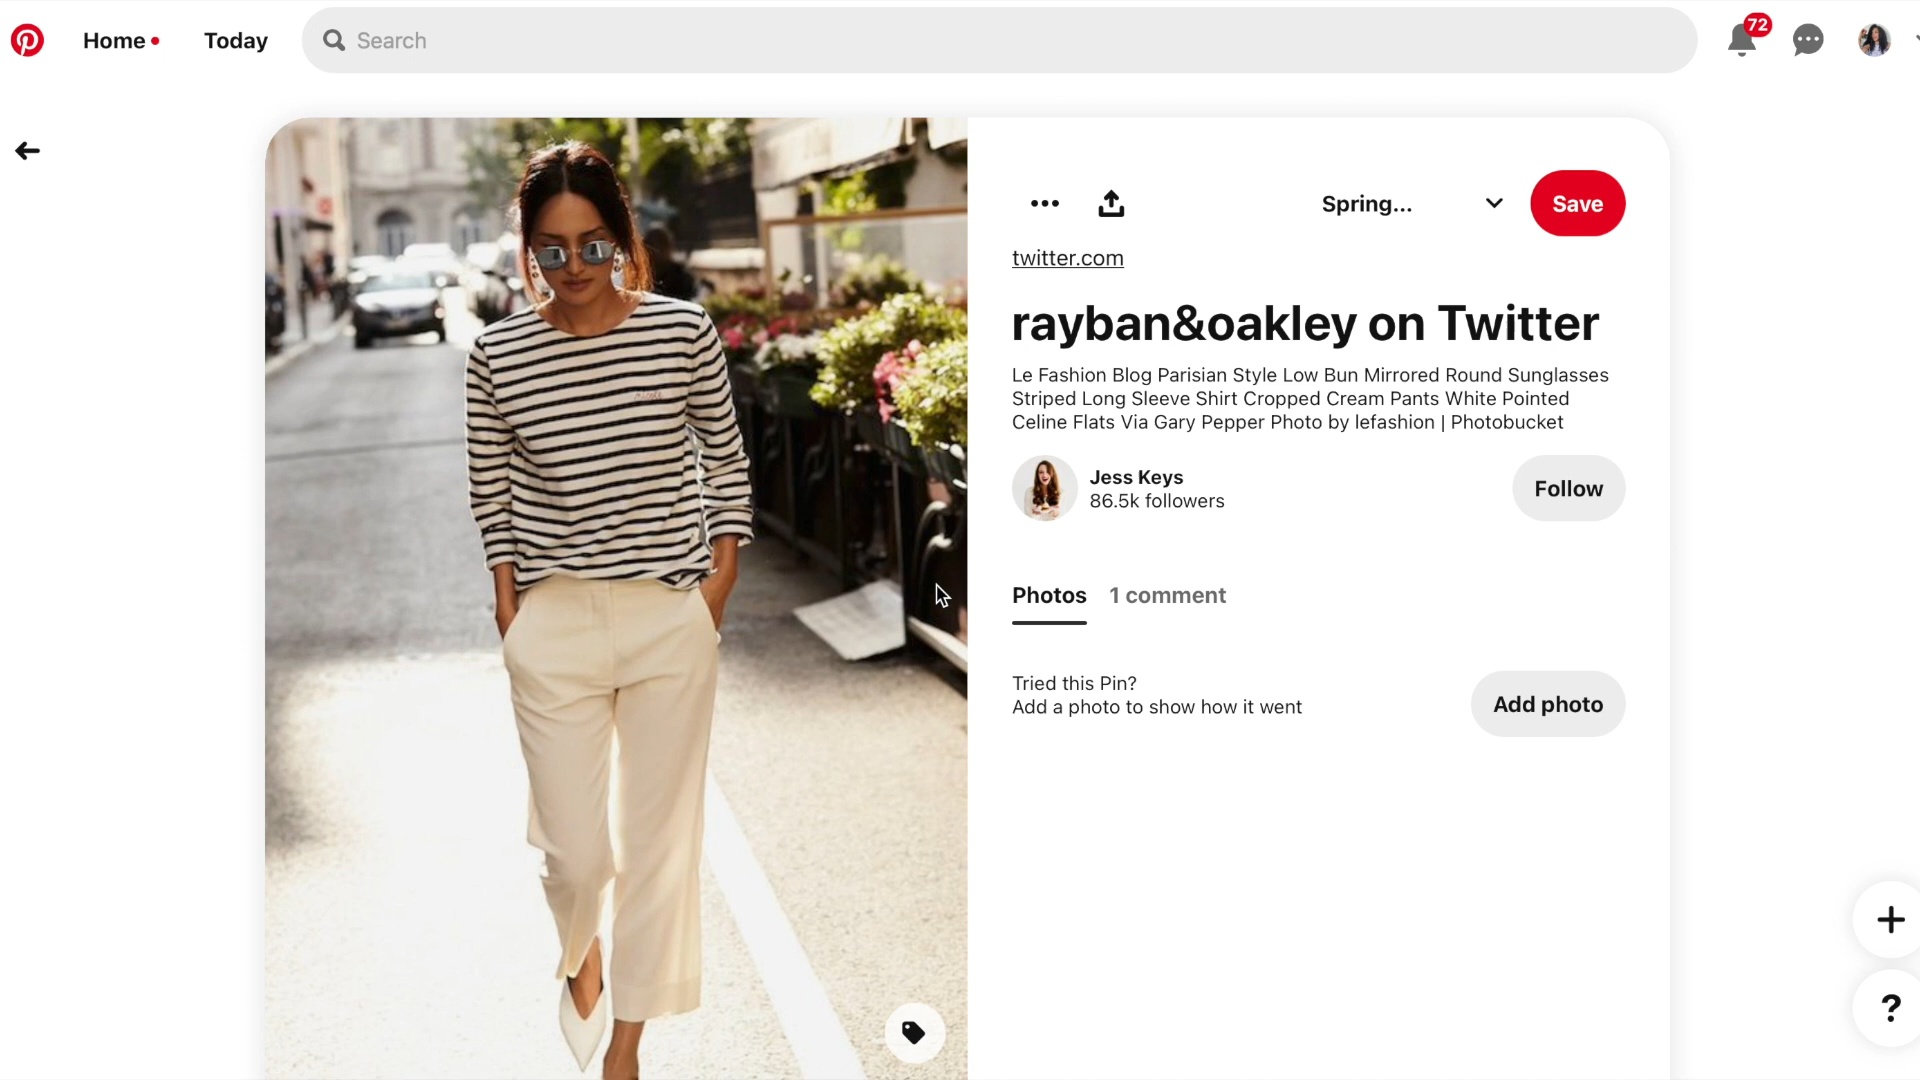 Home
Today
Search
72
Spring...
Save
twitter.com
rayban&oakley on Twitter
Le Fashion Blog Parisian Style Low Bun Mirrored Round Sunglasses
Striped Long Sleeve Shirt Cropped Cream Pants White Pointed
Celine Flats Via Gary Pepper Photo by lefashion | Photobucket
Jess Keys
86.5k followers
Follow
Photos
1 comment
Tried this Pin?
Add a photo to show how it went
Add photo